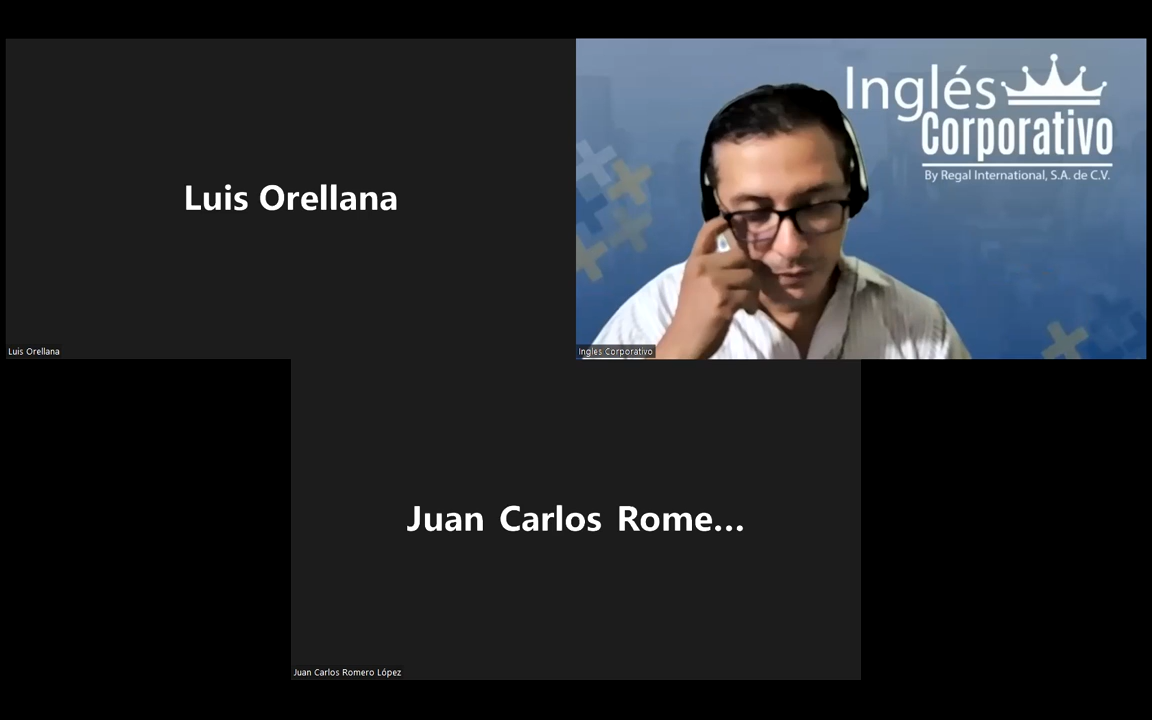 Luis Orellana
Luis Orellana
Inglés
Corporativo
By Regal International, S.A. de C.V.
Ingles Corporativo
Juan Carlos Rome...
Juan Carlos Romero López